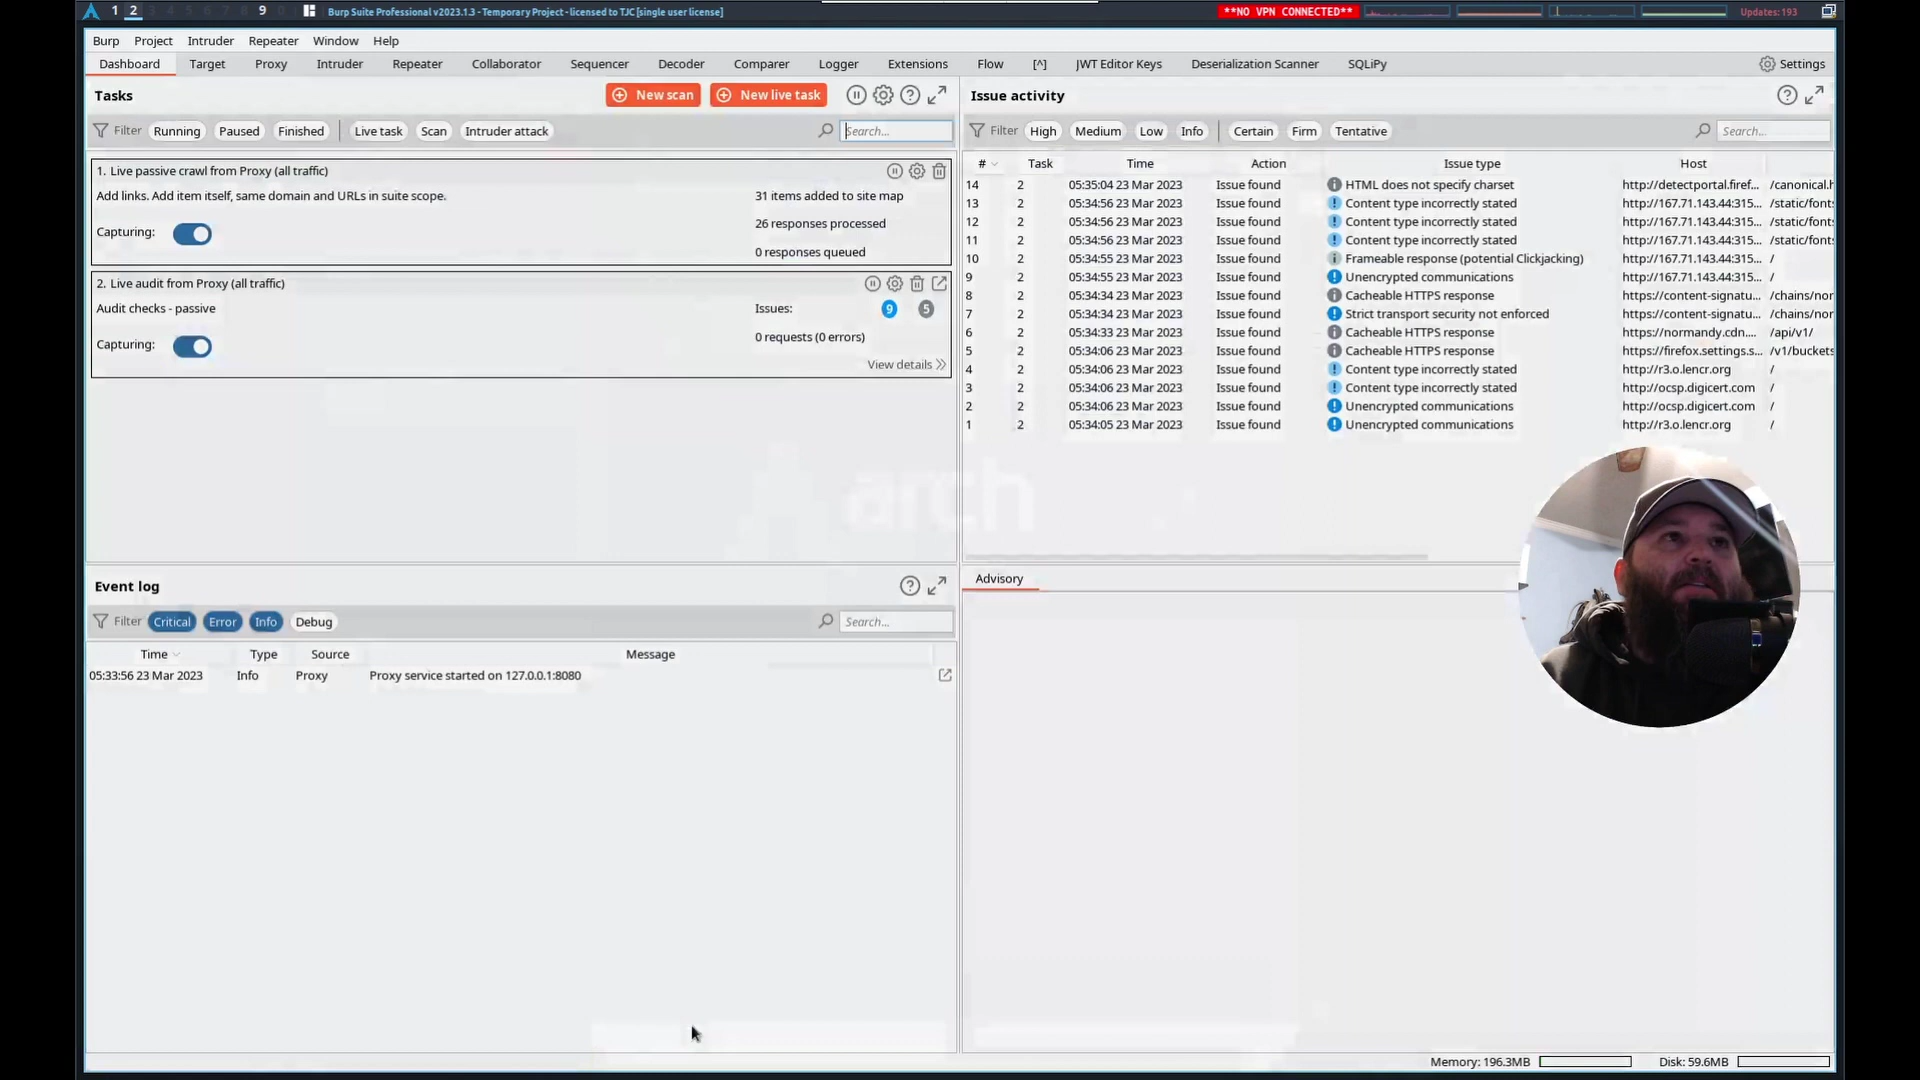 1 2 3 4 5 6 7 8 9 0 Burp Suite Professional v2023.1.3 - Temporary Project - licensed to TJC [single user license] **NO VPN CONNECTED** Updates: 193
Burp Project Intruder Repeater Window Help
Dashboard Target Proxy Intruder Repeater Collaborator Sequencer Decoder Comparer Logger Extensions Flow [^] JWT Editor Keys Deserialization Scanner SQLiPy Settings
Tasks New scan New live task
Filter Running Paused Finished Live task Scan Intruder attack Search...
1. Live passive crawl from Proxy (all traffic)
Add links. Add item itself, same domain and URLs in suite scope. 31 items added to site map
26 responses processed
Capturing:
0 responses queued
2. Live audit from Proxy (all traffic)
Audit checks - passive Issues: 9 5
0 requests (0 errors)
Capturing:
View details
Issue activity
Filter High Medium Low Info Certain Firm Tentative Search...
# Task Time Action Issue type Host
14 2 05:35:04 23 Mar 2023 Issue found HTML does not specify charset http://detectportal.firef... /canonical.h
13 2 05:34:56 23 Mar 2023 Issue found Content type incorrectly stated http://167.71.143.44:315... /static/font
12 2 05:34:56 23 Mar 2023 Issue found Content type incorrectly stated http://167.71.143.44:315... /static/font
11 2 05:34:56 23 Mar 2023 Issue found Content type incorrectly stated http://167.71.143.44:315... /static/font
10 2 05:34:55 23 Mar 2023 Issue found Frameable response (potential Clickjacking) http://167.71.143.44:315... /
9 2 05:34:55 23 Mar 2023 Issue found Unencrypted communications http://167.71.143.44:315... /
8 2 05:34:34 23 Mar 2023 Issue found Cacheable HTTPS response https://content-signatu... /chains/nor
7 2 05:34:34 23 Mar 2023 Issue found Strict transport security not enforced https://content-signatu... /chains/nor
6 2 05:34:33 23 Mar 2023 Issue found Cacheable HTTPS response https://normandy.cdn.... /api/v1/
5 2 05:34:06 23 Mar 2023 Issue found Cacheable HTTPS response https://firefox.settings.s... /v1/buckets
4 2 05:34:06 23 Mar 2023 Issue found Content type incorrectly stated http://r3.o.lencr.org /
3 2 05:34:06 23 Mar 2023 Issue found Content type incorrectly stated http://ocsp.digicert.com /
2 2 05:34:06 23 Mar 2023 Issue found Unencrypted communications http://ocsp.digicert.com /
1 2 05:34:05 23 Mar 2023 Issue found Unencrypted communications http://r3.o.lencr.org /
arch
Event log
Filter Critical Error Info Debug Search...
Time Type Source Message
05:33:56 23 Mar 2023 Info Proxy Proxy service started on 127.0.0.1:8080
Advisory
Memory: 196.3MB Disk: 59.6MB